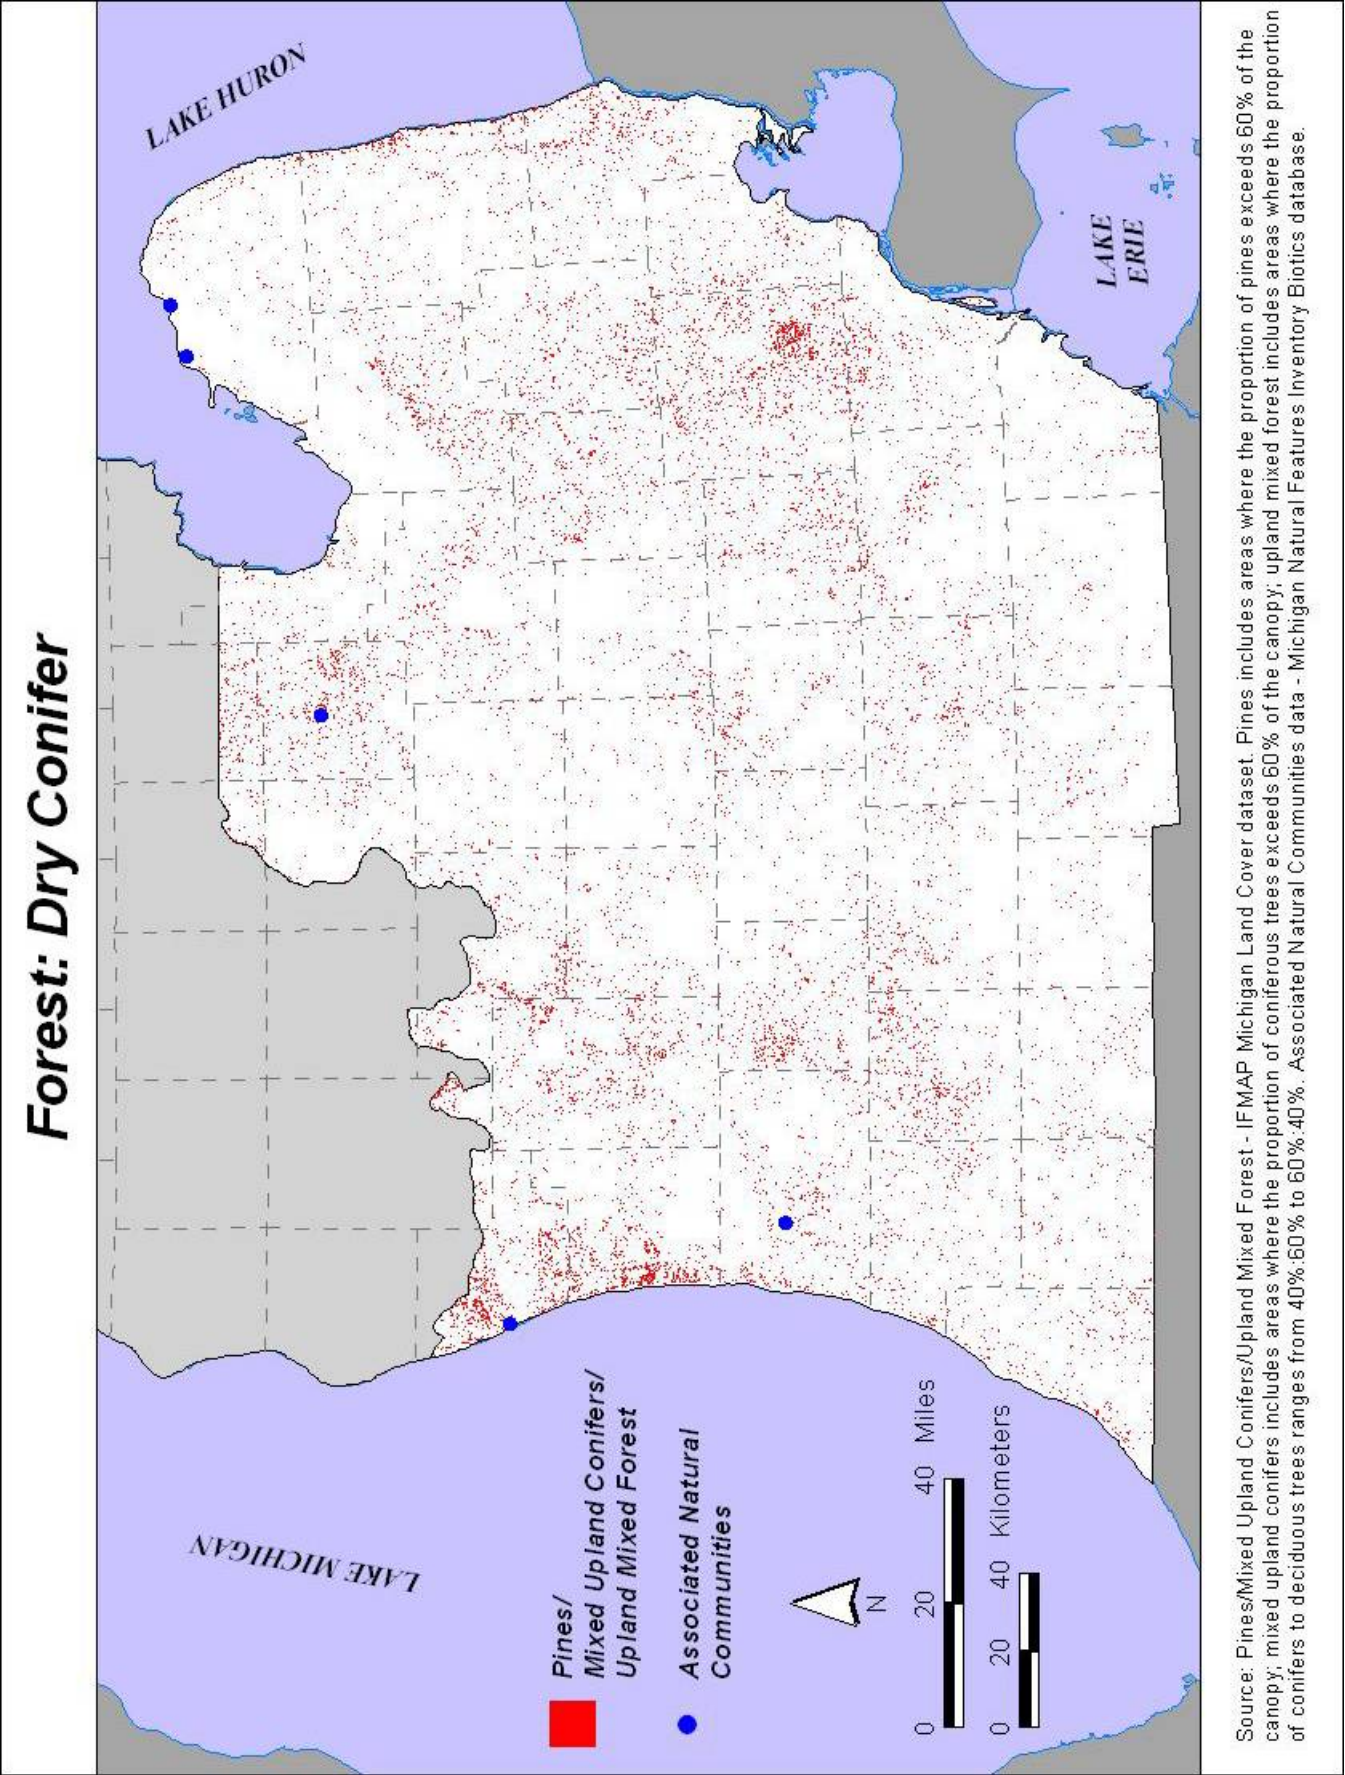 Forest: Dry Conifer
LAKE HURON
LAKE MICHIGAN
LAKE
ERIE
Pines/
Mixed Upland Conifers/
Upland Mixed Forest
Associated Natural
Communities
N
0 20 40 Miles
0 20 40 Kilometers
Source: Pines/Mixed Upland Conifers/Upland Mixed Forest - IFMAP Michigan Land Cover dataset. Pines includes areas where the proportion of pines exceeds 60% of the
canopy; mixed upland conifers includes areas where the proportion of coniferous trees exceeds 60% of the canopy; upland mixed forest includes areas where the proportion
of conifers to deciduous trees ranges from 40%:60% to 60%:40%. Associated Natural Communities data - Michigan Natural Features Inventory Biotics database.